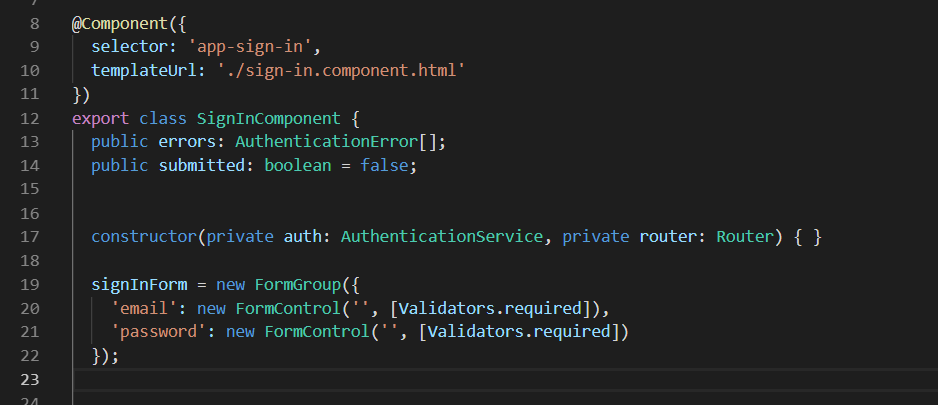 8 @Component({
9 selector: 'app-sign-in',
10 templateUrl: './sign-in.component.html'
11 })
12 export class SignInComponent {
13 public errors: AuthenticationError[];
14 public submitted: boolean = false;
15
16
17 constructor(private auth: AuthenticationService, private router: Router) { }
18
19 signInForm = new FormGroup({
20 'email': new FormControl('', [Validators.required]),
21 'password': new FormControl('', [Validators.required])
22 });
23
24